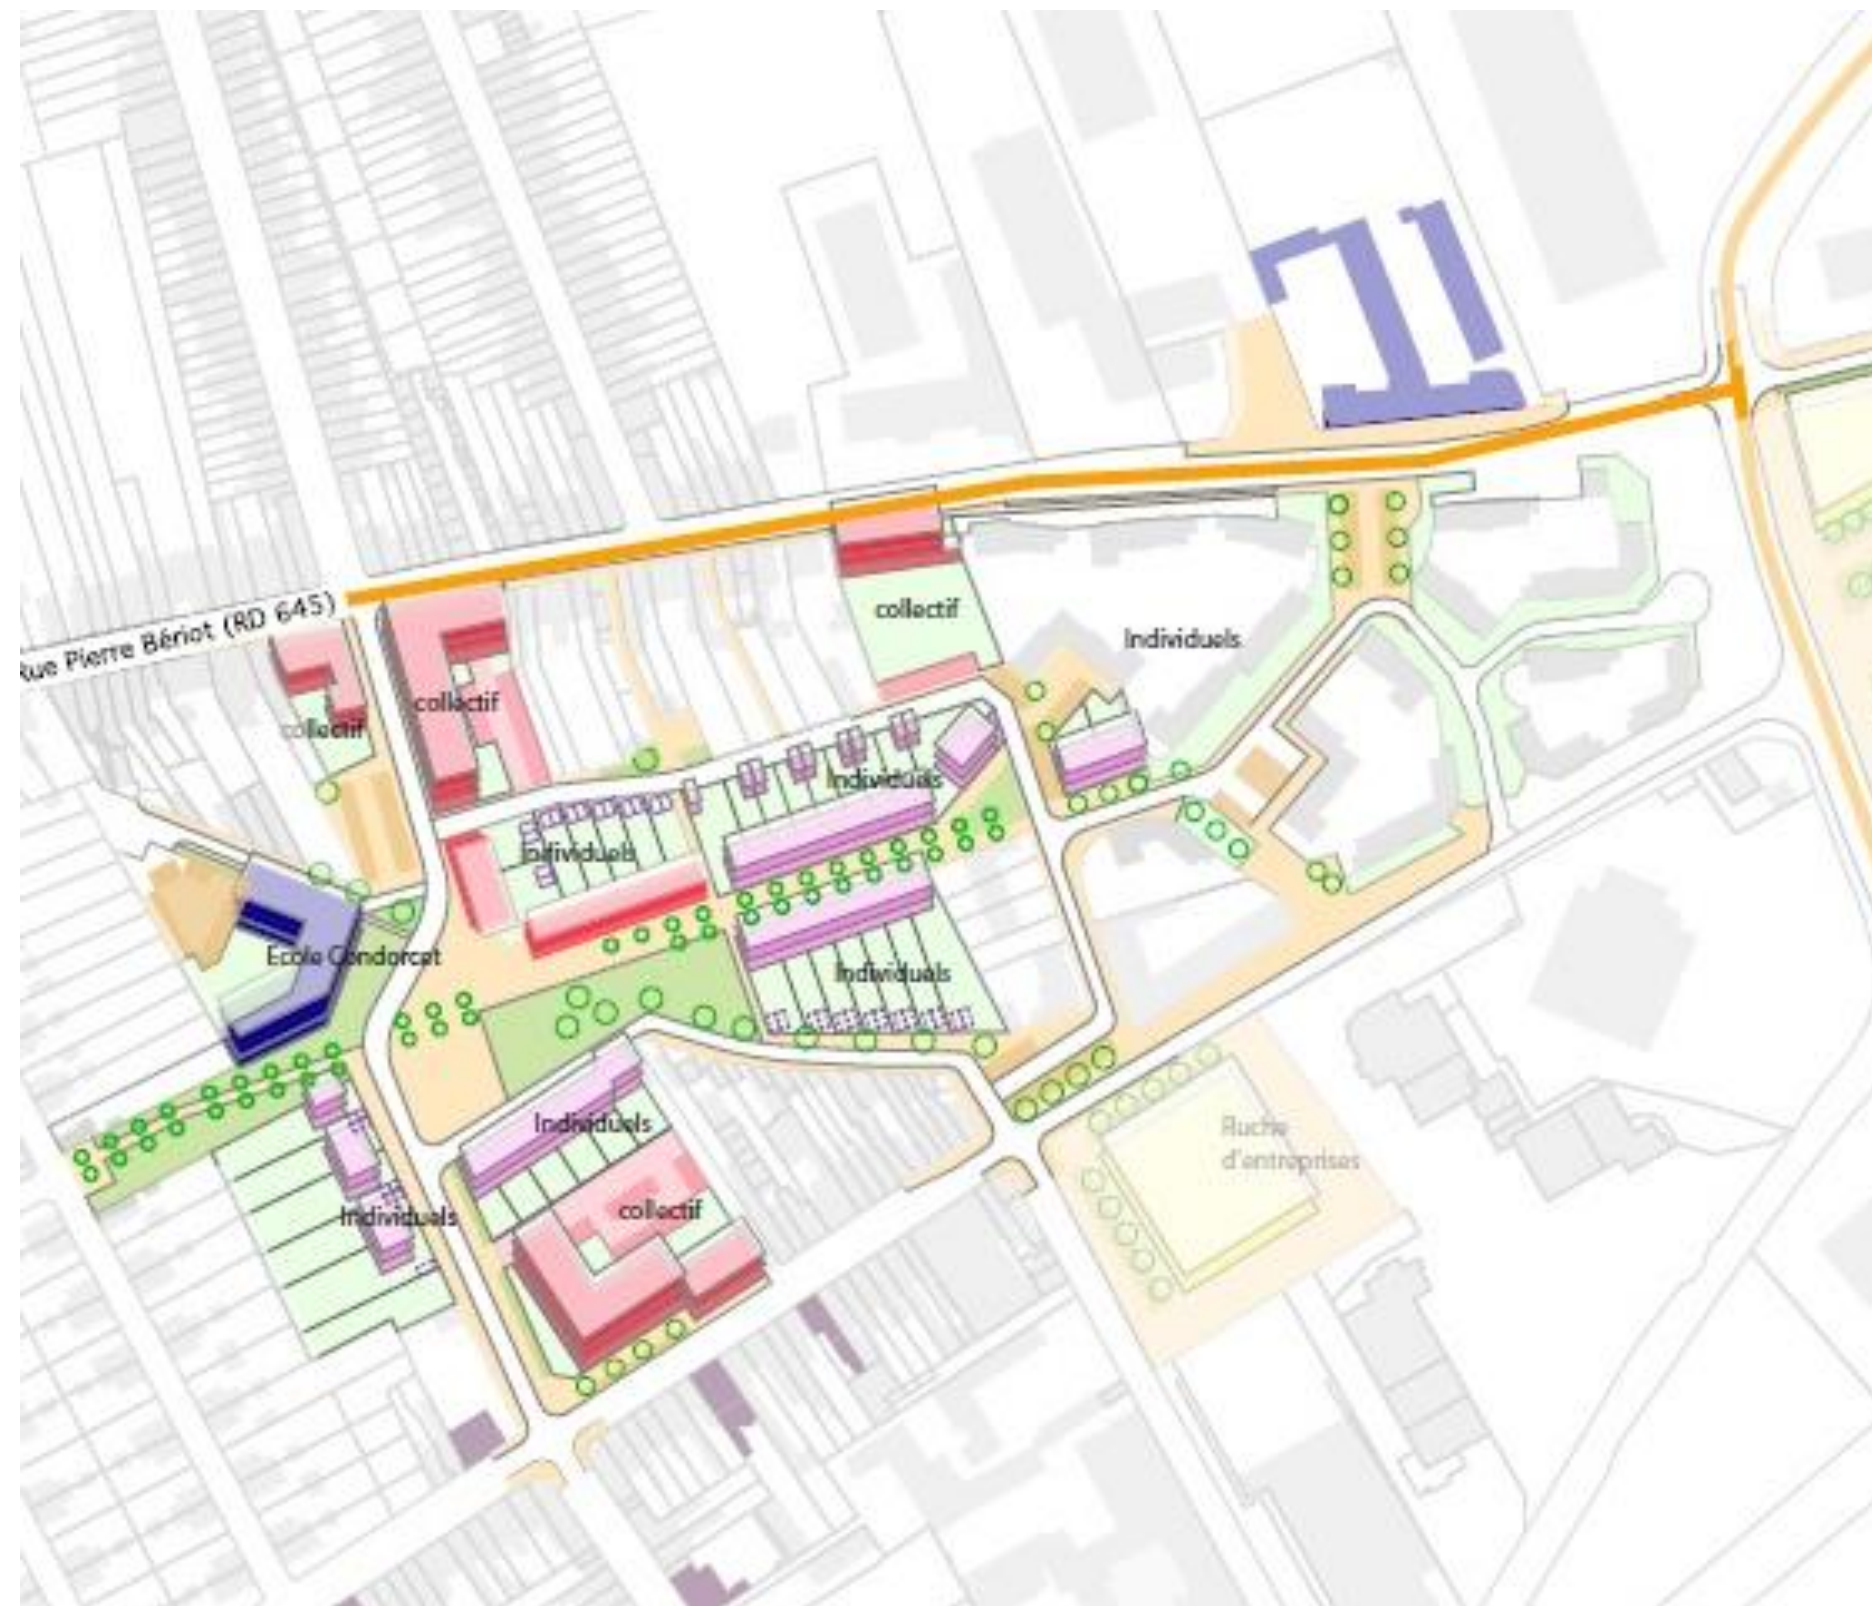 Rue Pierre Bériot (RD 645)
collectif
Individuels
collectif
collectif
Individuels
Individuels
Ecole Condorcet
Individuels
Individuels
collectif
Individuels
Ruche
d'entreprises